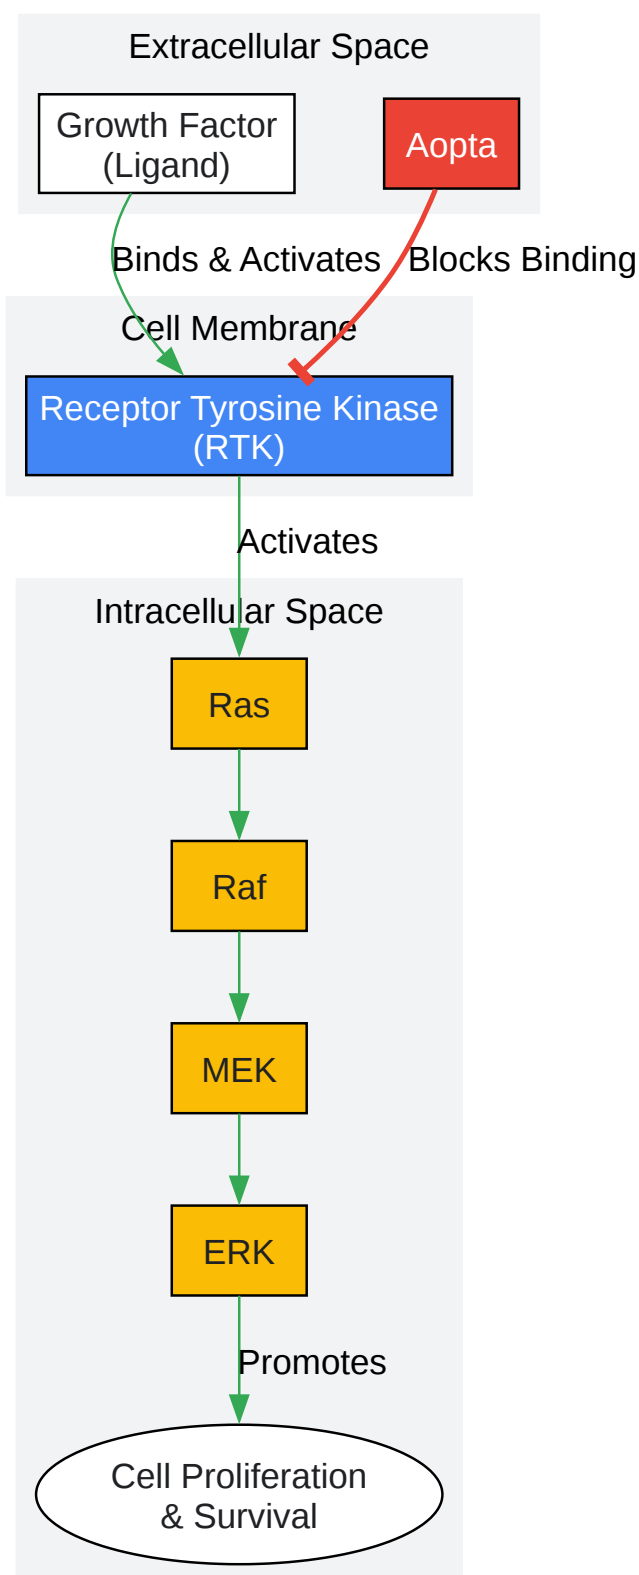 Extracellular Space
Growth Factor
(Ligand)
Aopta
Binds & Activates
Blocks Binding
Cell Membrane
Receptor Tyrosine Kinase
(RTK)
Activates
Intracellular Space
Ras
Raf
MEK
ERK
Promotes
Cell Proliferation
& Survival